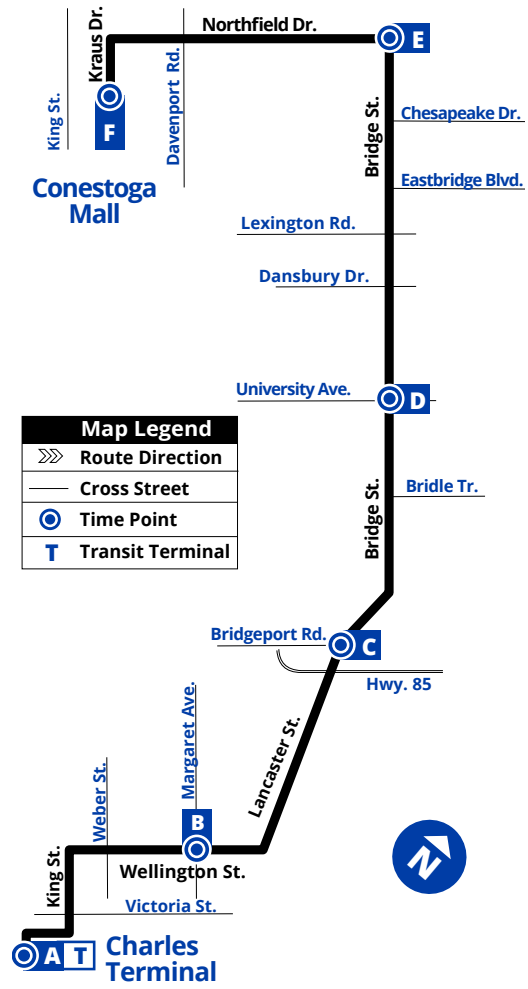 Northfield Dr.
E
Kraus Dr.
King St.
Davenport Rd.
F
Conestoga
Mall
Bridge St.
Chesapeake Dr.
Eastbridge Blvd.
Lexington Rd.
Dansbury Dr.
University Ave.
D
Map Legend
Route Direction
Cross Street
Time Point
T Transit Terminal
Bridge St.
Bridle Tr.
Bridgeport Rd.
C
Hwy. 85
Lancaster St.
Margaret Ave.
Weber St.
B
Wellington St.
King St.
Victoria St.
N
A T
Charles
Terminal